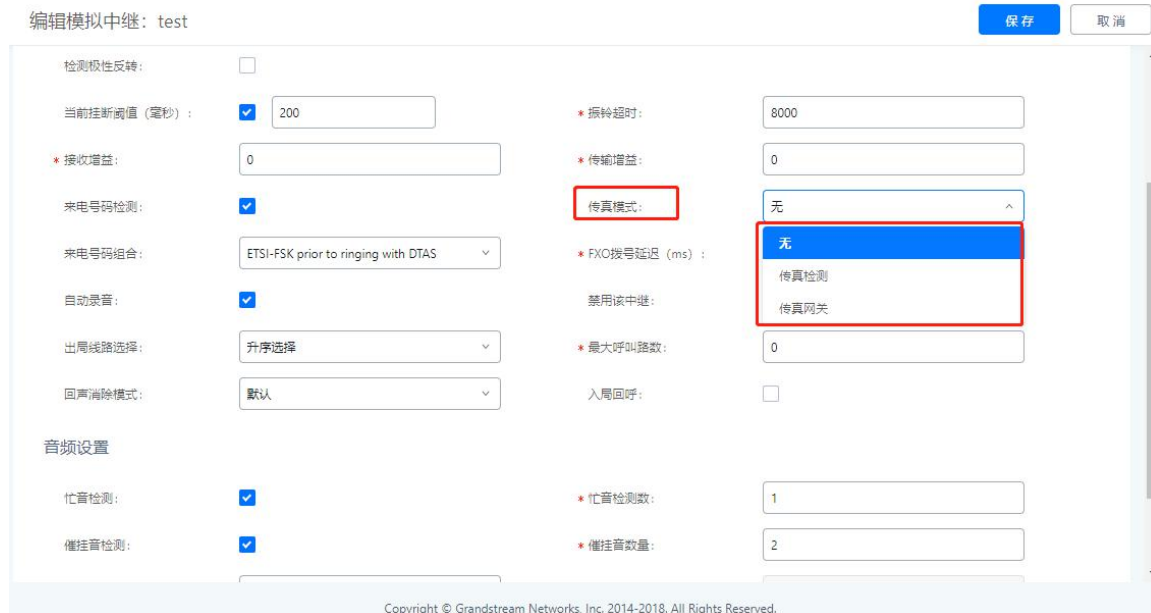 编辑模拟中继: test
保存
取消
检测极性反转:
当前挂断阈值 (毫秒) : 200 * 振铃超时: 8000
* 接收增益: 0 * 传输增益: 0
来电号码检测: 传真模式: 无
来电号码组合: ETSI-FSK prior to ringing with DTAS * FXO拨号延迟 (ms) : 无
传真检测
自动录音: 禁用该中继: 传真网关
出局线路选择: 升序选择 * 最大呼叫路数: 0
回声消除模式: 默认 入局回呼:
音频设置
忙音检测: * 忙音检测数: 1
催挂音检测: * 催挂音数量: 2
Copyright © Grandstream Networks, Inc. 2014-2018. All Rights Reserved.